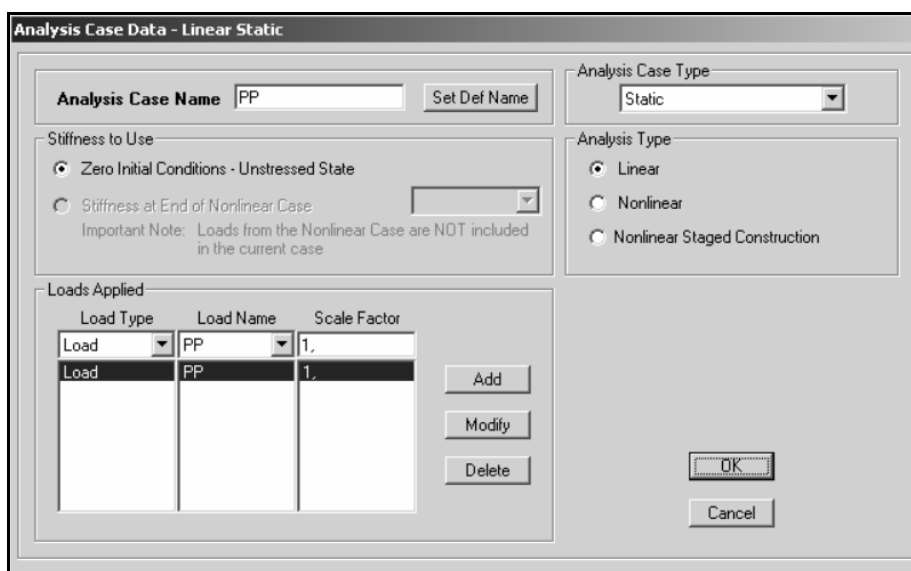 Analysis Case Data - Linear Static
Analysis Case Name PP Set Def Name
Analysis Case Type
Static
Stiffness to Use
Zero Initial Conditions - Unstressed State
Stiffness at End of Nonlinear Case
Important Note: Loads from the Nonlinear Case are NOT included
in the current case
Analysis Type
Linear
Nonlinear
Nonlinear Staged Construction
Loads Applied
Load Type Load Name Scale Factor
Load PP 1,
Load PP 1,
Add
Modify
Delete
OK
Cancel